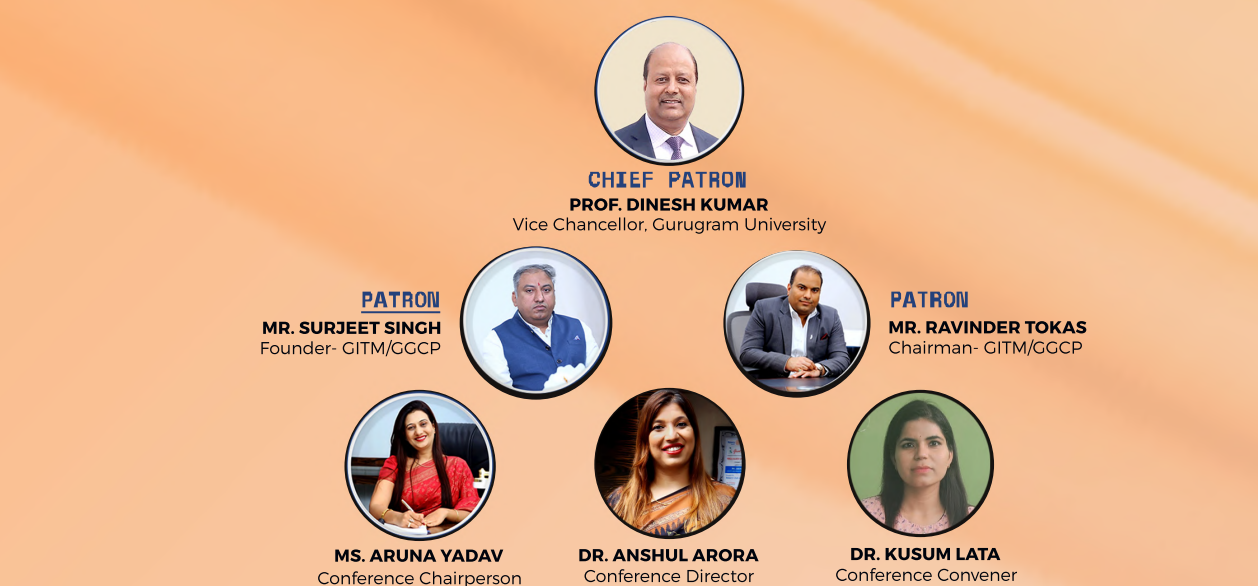 CHIEF PATRON
PROF. DINESH KUMAR
Vice Chancellor, Gurugram University
PATRON
MR. SURJEET SINGH
Founder- GITM/GGCP
PATRON
MR. RAVINDER TOKAS
Chairman- GITM/GGCP
MS. ARUNA YADAV
Conference Chairperson
DR. ANSHUL ARORA
Conference Director
DR. KUSUM LATA
Conference Convener